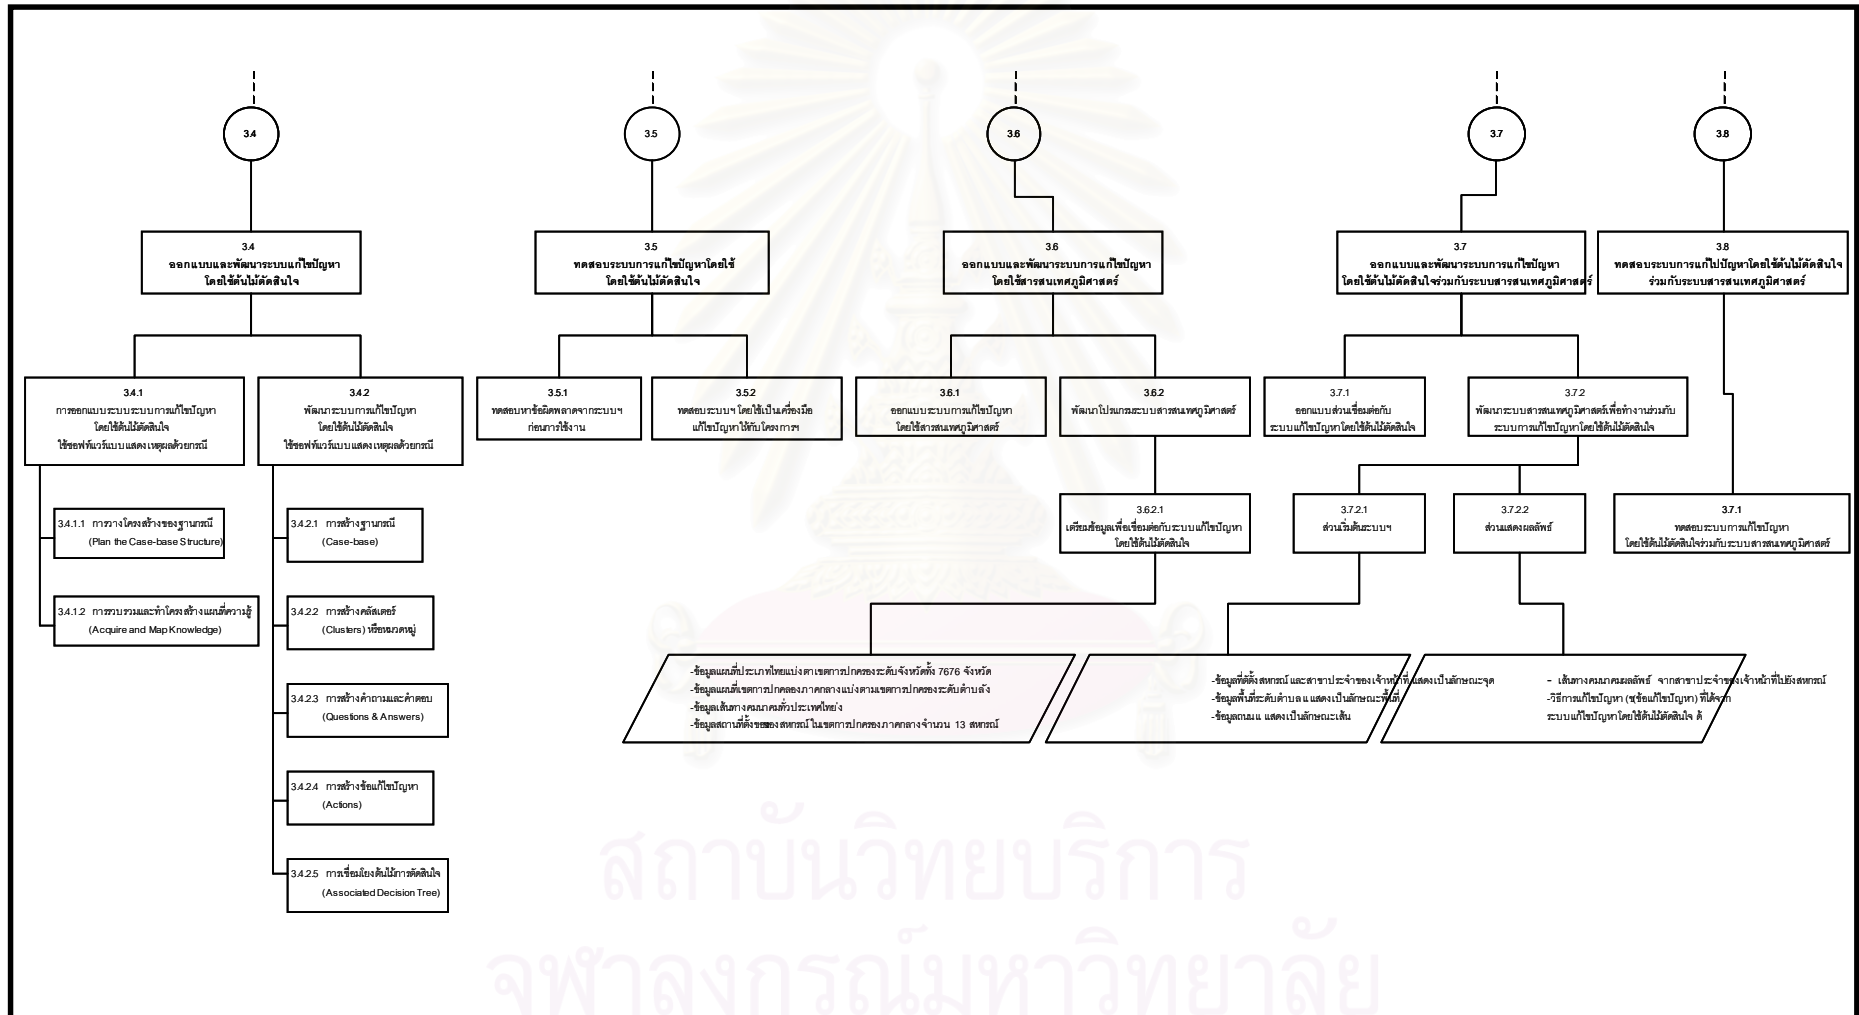 3.4
3.5
3.6
3.7
3.8
3.4
ออกแบบและพัฒนาระบบแก้ไขปัญหา
โดยใช้ต้นไม้ตัดสินใจ
3.5
ทดสอบระบบการแก้ไขปัญหาโดยใช้
โดยใช้ต้นไม้ตัดสินใจ
3.6
ออกแบบและพัฒนาระบบการแก้ไขปัญหา
โดยใช้สารสนเทศภูมิศาสตร์
3.7
ออกแบบและพัฒนาระบบการแก้ไขปัญหา
โดยใช้ต้นไม้ตัดสินใจร่วมกับระบบสารสนเทศภูมิศาสตร์
3.8
ทดสอบระบบการแก้ไปปัญหาโดยใช้ต้นไม้ตัดสินใจ
ร่วมกับระบบสารสนเทศภูมิศาสตร์
3.4.1
การออกแบบระบบระบบการแก้ไขปัญหา
โดยใช้ต้นไม้ตัดสินใจ
ใช้ซอฟท์แวร์แบบแสดงเหตุผลด้วยกรณี
3.4.2
พัฒนาระบบการแก้ไขปัญหา
โดยใช้ต้นไม้ตัดสินใจ
ใช้ซอฟท์แวร์แบบแสดงเหตุผลด้วยกรณี
3.5.1
ทดสอบหาข้อผิดพลาดจากระบบฯ
ก่อนการใช้งาน
3.5.2
ทดสอบระบบฯ โดยใช้เป็นเครื่องมือ
แก้ไขปัญหาให้กับโครงการฯ
3.6.1
ออกแบบระบบการแก้ไขปัญหา
โดยใช้สารสนเทศภูมิศาสตร์
3.6.2
พัฒนาโปรแกรมระบบสารสนเทศภูมิศาสตร์
3.7.1
ออกแบบส่วนเชื่อมต่อกับ
ระบบแก้ไขปัญหาโดยใช้ต้นไม้ตัดสินใจ
3.7.2
พัฒนาระบบสารสนเทศภูมิศาสตร์เพื่อทำงานร่วมกับ
ระบบการแก้ไขปัญหาโดยใช้ต้นไม้ตัดสินใจ
3.4.1.1 การวางโครงสร้างของฐานกรณี
(Plan the Case-base Structure)
3.4.1.2 การรวบรวมและทำโครงสร้างแผนที่ความรู้
(Acquire and Map Knowledge)
3.4.2.1 การสร้างฐานกรณี
(Case-base)
3.4.2.2 การสร้างคลัสเตอร์
(Clusters) หรือหมวดหมู่
3.4.2.3 การสร้างคำถามและคำตอบ
(Questions & Answers)
3.4.2.4 การสร้างข้อแก้ไขปัญหา
(Actions)
3.4.2.5 การเชื่อมโยงต้นไม้การตัดสินใจ
(Associated Decision Tree)
3.6.2.1
เตรียมข้อมูลเพื่อเชื่อมต่อกับระบบแก้ไขปัญหา
โดยใช้ต้นไม้ตัดสินใจ
3.7.2.1
ส่วนเริ่มต้นระบบฯ
3.7.2.2
ส่วนแสดงผลลัพธ์
3.7.1
ทดสอบระบบการแก้ไขปัญหา
โดยใช้ต้นไม้ตัดสินใจร่วมกับระบบสารสนเทศภูมิศาสตร์
-ข้อมูลแผนที่ประเภทไทยแบ่งตาเขตการปกครองระดับจังหวัดทั้ง 7676 จังหวัด
-ข้อมูลแผนที่เขตการปกคลองภาคกลางแบ่งตามเขตการปกครองระดับตำบลัง
-ข้อมูลเส้นทางคมนาคมทั่วประเทศไทยง
-ข้อมูลสถานที่ตั้งของสหกรณ์ ในเขตการปกครองภาคกลางจำนวน 13 สหกรณ์
-ข้อมูลที่ตั้งสหกรณ์ และสาขาประจำของเจ้าหน้าที่ แสดงเป็นลักษณะจุด
-ข้อมูลพื้นที่ระดับตำบล แ แสดงเป็นลักษณะพื้นที่
-ข้อมูลถนน แ แสดงเป็นลักษณะเส้น
- เส้นทางคมนาคมผลลัพธ์ จากสาขาประจำของเจ้าหน้าที่ไปยังสหกรณ์
-วิธีการแก้ไขปัญหา (ข้อแก้ไขปัญหา) ที่ได้จาก
ระบบแก้ไขปัญหาโดยใช้ต้นไม้ตัดสินใจ ด้
สถาบันวิทยบริการ
จุฬาลงกรณ์มหาวิทยาลัย